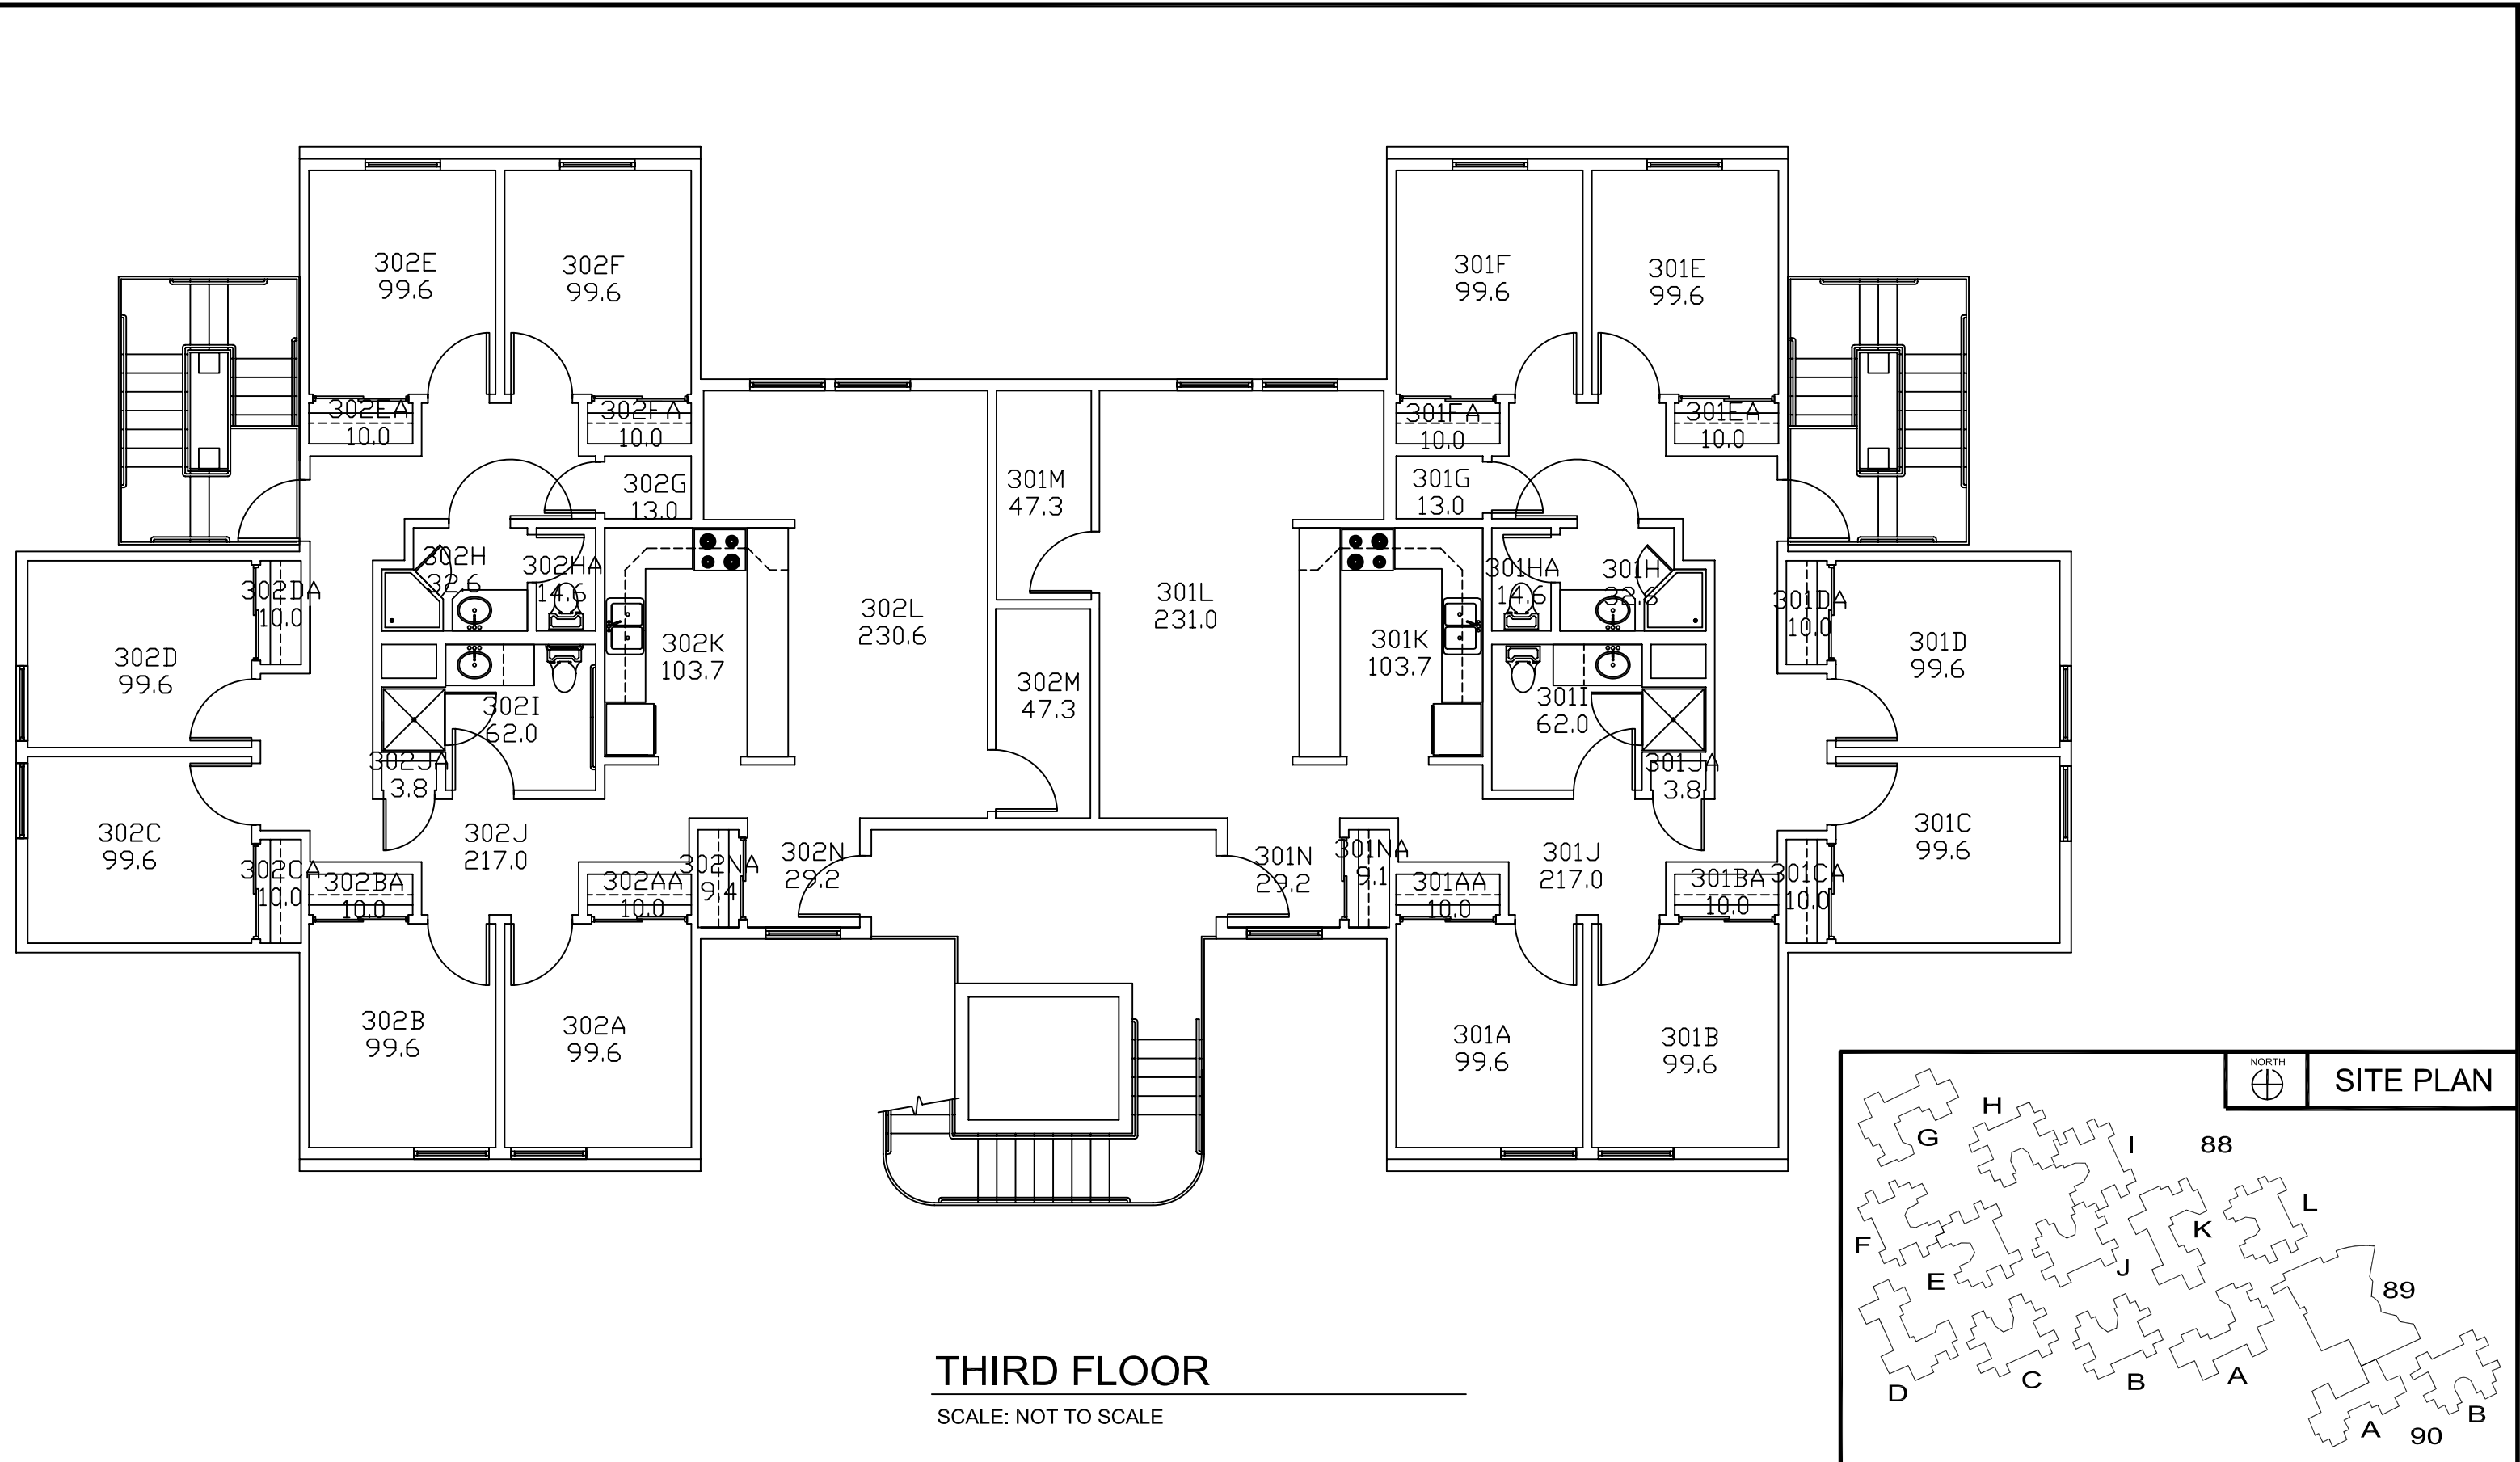 302E
99.6
302F
99.6
301F
99.6
301E
99.6
302EA
10.0
302FA
10.0
301FA
10.0
301EA
10.0
302G
13.0
301M
47.3
301G
13.0
302H
32.6
302HA
14.6
301HA
14.6
301H
32.6
302DA
10.0
302L
230.6
301L
231.0
301DA
10.0
302D
99.6
302K
103.7
301K
103.7
301D
99.6
302I
62.0
302M
47.3
301I
62.0
302JA
3.8
301JA
3.8
302C
99.6
302J
217.0
302N
29.2
301N
29.2
301NA
9.1
301J
217.0
301C
99.6
302CA
10.0
302BA
10.0
302AA
10.0
302NA
9.4
301AA
10.0
301BA
10.0
301CA
10.0
302B
99.6
302A
99.6
301A
99.6
301B
99.6
NORTH
SITE PLAN
H
G
I
88
L
K
F
J
E
89
D
C
B
A
B
A
90
THIRD FLOOR
SCALE: NOT TO SCALE